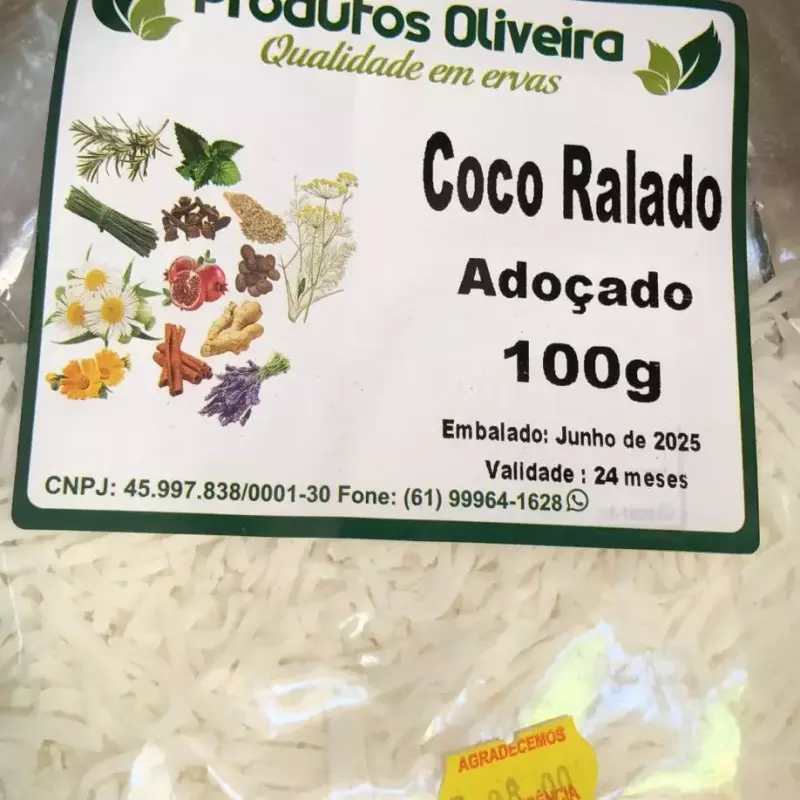 Produtos Oliveira
Qualidade em ervas
Coco Ralado
Adoçado
100g
Embalado: Junho de 2025
Validade : 24 meses
CNPJ: 45.997.838/0001-30 Fone: (61) 99964-1628
AGRADECEMOS